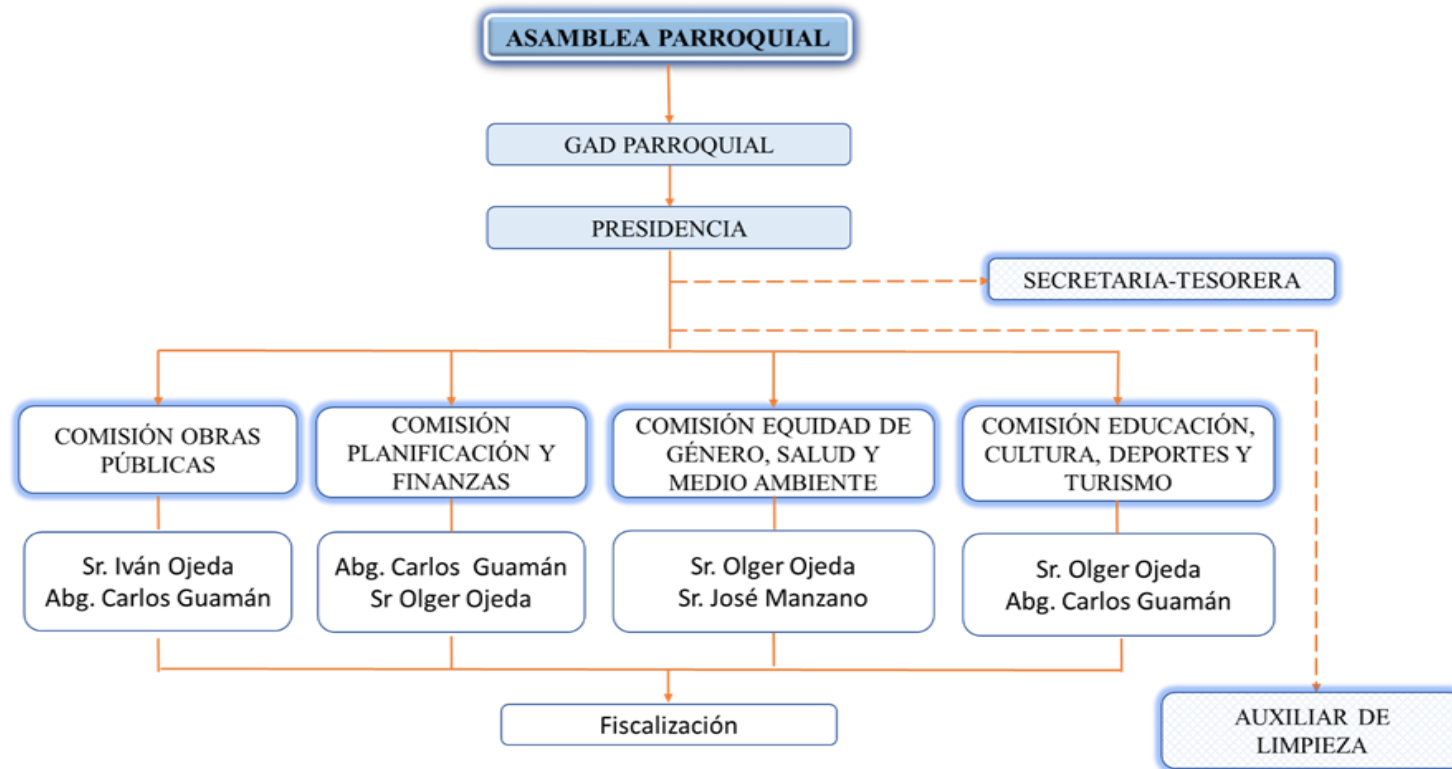 ASAMBLEA PARROQUIAL
GAD PARROQUIAL
PRESIDENCIA
SECRETARIA-TESORERA
COMISIÓN OBRAS
PÚBLICAS
COMISIÓN
PLANIFICACIÓN Y
FINANZAS
COMISIÓN EQUIDAD DE
GÉNERO, SALUD Y
MEDIO AMBIENTE
COMISIÓN EDUCACIÓN,
CULTURA, DEPORTES Y
TURISMO
Sr. Iván Ojeda
Abg. Carlos Guamán
Abg. Carlos  Guamán
Sr Olger Ojeda
Sr. Olger Ojeda
Sr. José Manzano
Sr. Olger Ojeda
Abg. Carlos Guamán
Fiscalización
AUXILIAR DE
LIMPIEZA